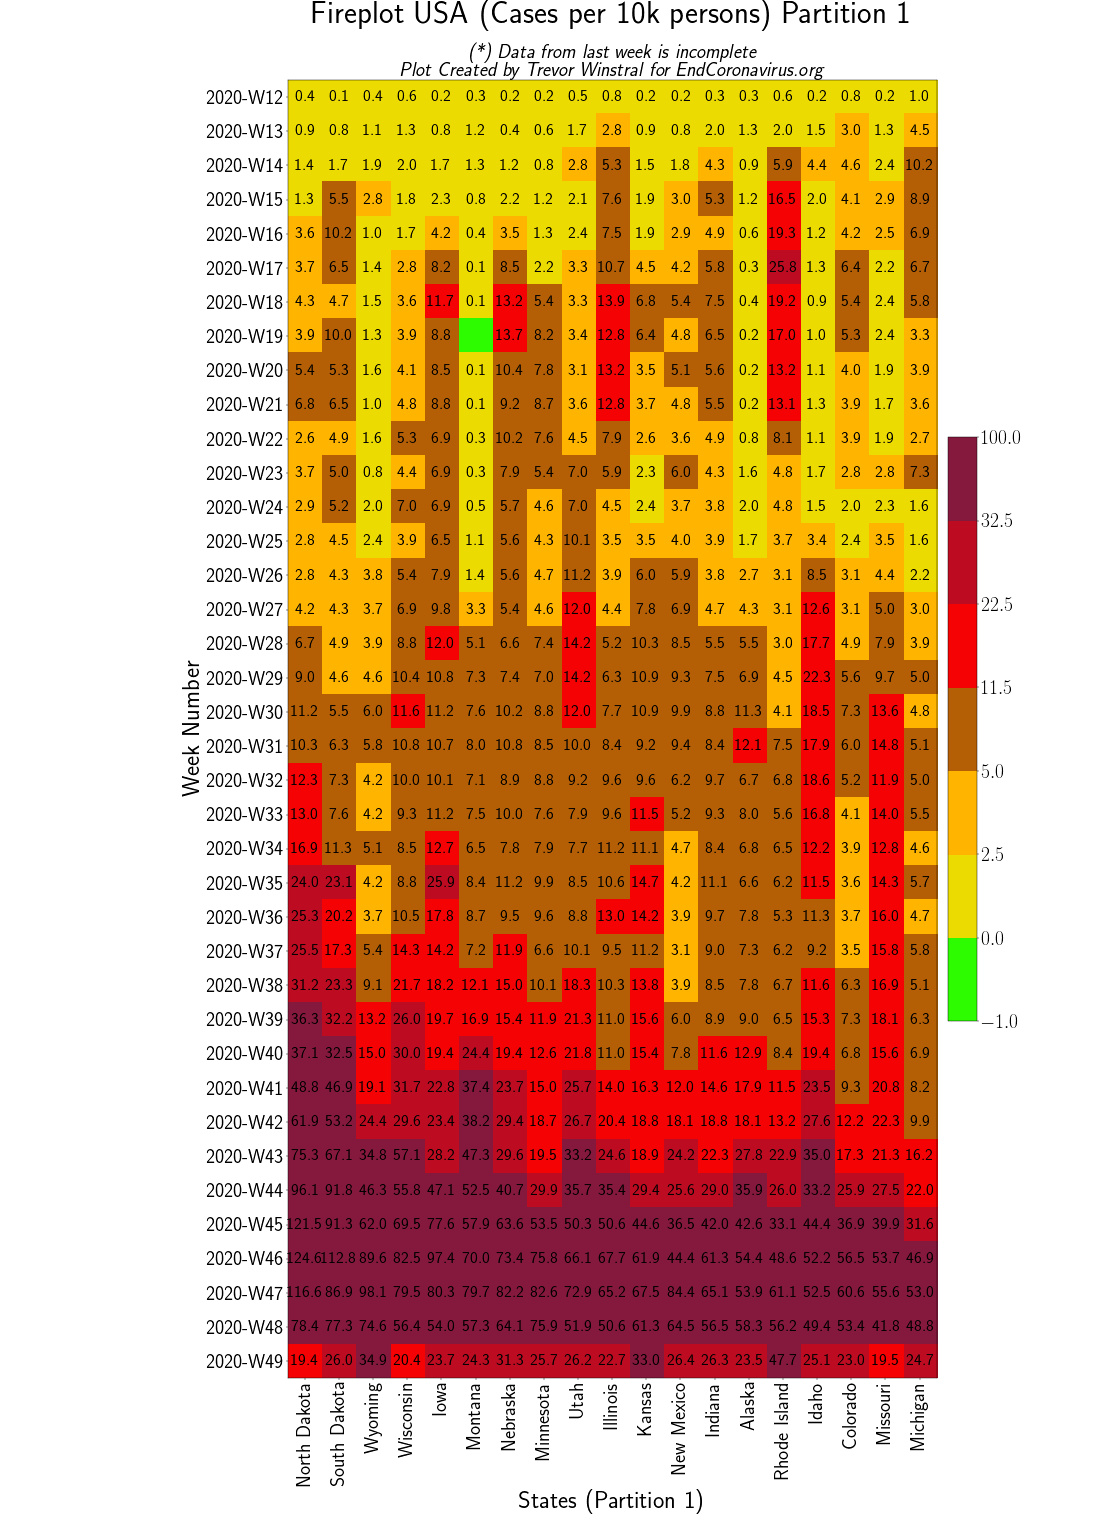 Fireplot USA (Cases per 10k persons) Partition 1
(*) Data from last week is incomplete
Plot Created by Trevor Winstral for EndCoronavirus.org
2020-W12 0.4 0.1 0.4 0.6 0.2 0.3 0.2 0.2 0.5 0.8 0.2 0.2 0.3 0.3 0.6 0.2 0.8 0.2 1.0
2020-W13 0.9 0.8 1.1 1.3 0.8 1.2 0.4 0.6 1.7 2.8 0.9 0.8 2.0 1.3 2.0 1.5 3.0 1.3 4.5
2020-W14 1.4 1.7 1.9 2.0 1.7 1.3 1.2 0.8 2.8 5.3 1.5 1.8 4.3 0.9 5.9 4.4 4.6 2.4 10.2
2020-W15 1.3 5.5 2.8 1.8 2.3 0.8 2.2 1.2 2.1 7.6 1.9 3.0 5.3 1.2 16.5 2.0 4.1 2.9 8.9
2020-W16 3.6 10.2 1.0 1.7 4.2 0.4 3.5 1.3 2.4 7.5 1.9 2.9 4.9 0.6 19.3 1.2 4.2 2.5 6.9
2020-W17 3.7 6.5 1.4 2.8 8.2 0.1 8.5 2.2 3.3 10.7 4.5 4.2 5.8 0.3 25.8 1.3 6.4 2.2 6.7
2020-W18 4.3 4.7 1.5 3.6 11.7 0.1 13.2 5.4 3.3 13.9 6.8 5.4 7.5 0.4 19.2 0.9 5.4 2.4 5.8
2020-W19 3.9 10.0 1.3 3.9 8.8 13.7 8.2 3.4 12.8 6.4 4.8 6.5 0.2 17.0 1.0 5.3 2.4 3.3
2020-W20 5.4 5.3 1.6 4.1 8.5 0.1 10.4 7.8 3.1 13.2 3.5 5.1 5.6 0.2 13.2 1.1 4.0 1.9 3.9
2020-W21 6.8 6.5 1.0 4.8 8.8 0.1 9.2 8.7 3.6 12.8 3.7 4.8 5.5 0.2 13.1 1.3 3.9 1.7 3.6
2020-W22 2.6 4.9 1.6 5.3 6.9 0.3 10.2 7.6 4.5 7.9 2.6 3.6 4.9 0.8 8.1 1.1 3.9 1.9 2.7
2020-W23 3.7 5.0 0.8 4.4 6.9 0.3 7.9 5.4 7.0 5.9 2.3 6.0 4.3 1.6 4.8 1.7 2.8 2.8 7.3
2020-W24 2.9 5.2 2.0 7.0 6.9 0.5 5.7 4.6 7.0 4.5 2.4 3.7 3.8 2.0 4.8 1.5 2.0 2.3 1.6
2020-W25 2.8 4.5 2.4 3.9 6.5 1.1 5.6 4.3 10.1 3.5 3.5 4.0 3.9 1.7 3.7 3.4 2.4 3.5 1.6
2020-W26 2.8 4.3 3.8 5.4 7.9 1.4 5.6 4.7 11.2 3.9 6.0 5.9 3.8 2.7 3.1 8.5 3.1 4.4 2.2
2020-W27 4.2 4.3 3.7 6.9 9.8 3.3 5.4 4.6 12.0 4.4 7.8 6.9 4.7 4.3 3.1 12.6 3.1 5.0 3.0
2020-W28 6.7 4.9 3.9 8.8 12.0 5.1 6.6 7.4 14.2 5.2 10.3 8.5 5.5 5.5 3.0 17.7 4.9 7.9 3.9
2020-W29 9.0 4.6 4.6 10.4 10.8 7.3 7.4 7.0 14.2 6.3 10.9 9.3 7.5 6.9 4.5 22.3 5.6 9.7 5.0
2020-W30 11.2 5.5 6.0 11.6 11.2 7.6 10.2 8.8 12.0 7.7 10.9 9.9 8.8 11.3 4.1 18.5 7.3 13.6 4.8
2020-W31 10.3 6.3 5.8 10.8 10.7 8.0 10.8 8.5 10.0 8.4 9.2 9.4 8.4 12.1 7.5 17.9 6.0 14.8 5.1
2020-W32 12.3 7.3 4.2 10.0 10.1 7.1 8.9 8.8 9.2 9.6 9.6 6.2 9.7 6.7 6.8 18.6 5.2 11.9 5.0
2020-W33 13.0 7.6 4.2 9.3 11.2 7.5 10.0 7.6 7.9 9.6 11.5 5.2 9.3 8.0 5.6 16.8 4.1 14.0 5.5
2020-W34 16.9 11.3 5.1 8.5 12.7 6.5 7.8 7.9 7.7 11.2 11.1 4.7 8.4 6.8 6.5 12.2 3.9 12.8 4.6
2020-W35 24.0 23.1 4.2 8.8 25.9 8.4 11.2 9.9 8.5 10.6 14.7 4.2 11.1 6.6 6.2 11.5 3.6 14.3 5.7
2020-W36 25.3 20.2 3.7 10.5 17.8 8.7 9.5 9.6 8.8 13.0 14.2 3.9 9.7 7.8 5.3 11.3 3.7 16.0 4.7
2020-W37 25.5 17.3 5.4 14.3 14.2 7.2 11.9 6.6 10.1 9.5 11.2 3.1 9.0 7.3 6.2 9.2 3.5 15.8 5.8
2020-W38 31.2 23.3 9.1 21.7 18.2 12.1 15.0 10.1 18.3 10.3 13.8 3.9 8.5 7.8 6.7 11.6 6.3 16.9 5.1
2020-W39 36.3 32.2 13.2 26.0 19.7 16.9 15.4 11.9 21.3 11.0 15.6 6.0 8.9 9.0 6.5 15.3 7.3 18.1 6.3
2020-W40 37.1 32.5 15.0 30.0 19.4 24.4 19.4 12.6 21.8 11.0 15.4 7.8 11.6 12.9 8.4 19.4 6.8 15.6 6.9
2020-W41 48.8 46.9 19.1 31.7 22.8 37.4 23.7 15.0 25.7 14.0 16.3 12.0 14.6 17.9 11.5 23.5 9.3 20.8 8.2
2020-W42 61.9 53.2 24.4 29.6 23.4 38.2 29.4 18.7 26.7 20.4 18.8 18.1 18.8 18.1 13.2 27.6 12.2 22.3 9.9
2020-W43 75.3 67.1 34.8 57.1 28.2 47.3 29.6 19.5 33.2 24.6 18.9 24.2 22.3 27.8 22.9 35.0 17.3 21.3 16.2
2020-W44 96.1 91.8 46.3 55.8 47.1 52.5 40.7 29.9 35.7 35.4 29.4 25.6 29.0 35.9 26.0 33.2 25.9 27.5 22.0
2020-W45 121.5 91.3 62.0 69.5 77.6 57.9 63.6 53.5 50.3 50.6 44.6 36.5 42.0 42.6 33.1 44.4 36.9 39.9 31.6
2020-W46 124.6 112.8 89.6 82.5 97.4 70.0 73.4 75.8 66.1 67.7 61.9 44.4 61.3 54.4 48.6 52.2 56.5 53.7 46.9
2020-W47 116.6 86.9 98.1 79.5 80.3 79.7 82.2 82.6 72.9 65.2 67.5 84.4 65.1 53.9 61.1 52.5 60.6 55.6 53.0
2020-W48 78.4 77.3 74.6 56.4 54.0 57.3 64.1 75.9 51.9 50.6 61.3 64.5 56.5 58.3 56.2 49.4 53.4 41.8 48.8
2020-W49 19.4 26.0 34.9 20.4 23.7 24.3 31.3 25.7 26.2 22.7 33.0 26.4 26.3 23.5 47.7 25.1 23.0 19.5 24.7
Week Number
North Dakota
South Dakota
Wyoming
Wisconsin
Iowa
Montana
Nebraska
Minnesota
Utah
Illinois
Kansas
New Mexico
Indiana
Alaska
Rhode Island
Idaho
Colorado
Missouri
Michigan
States (Partition 1)
100.0
32.5
22.5
11.5
5.0
2.5
0.0
−1.0